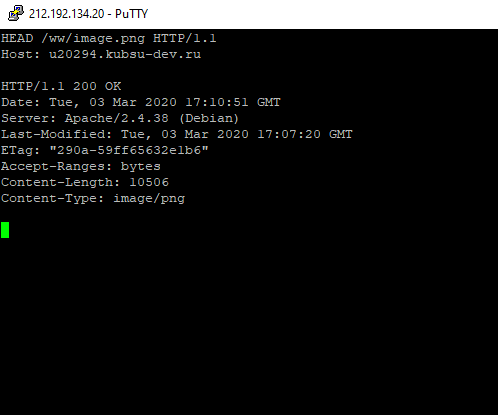 212.192.134.20 - PuTTY
HEAD /ww/image.png HTTP/1.1
Host: u20294.kubsu-dev.ru
HTTP/1.1 200 OK
Date: Tue, 03 Mar 2020 17:10:51 GMT
Server: Apache/2.4.38 (Debian)
Last-Modified: Tue, 03 Mar 2020 17:07:20 GMT
ETag: "290a-59ff65632e1b6"
Accept-Ranges: bytes
Content-Length: 10506
Content-Type: image/png